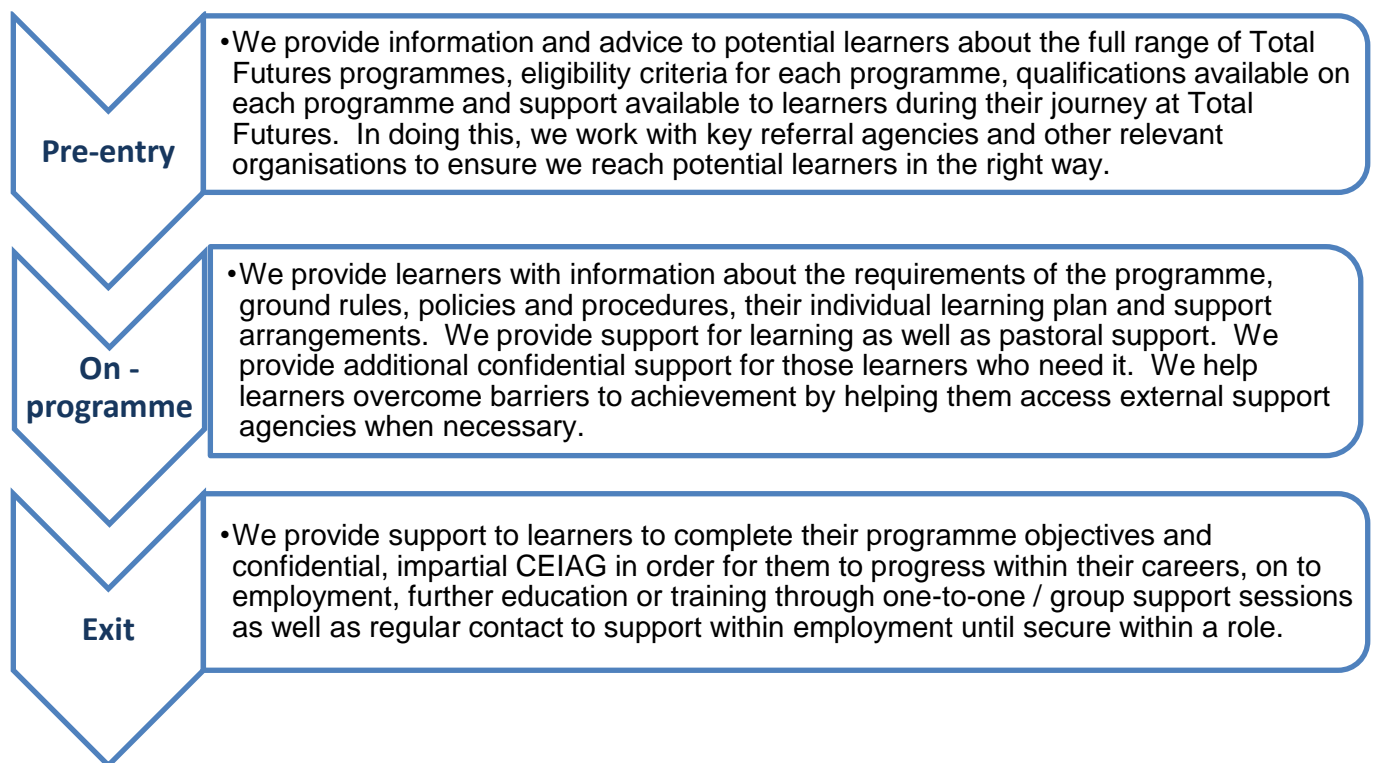 Pre-entry
•We provide information and advice to potential learners about the full range of Total
Futures programmes, eligibility criteria for each programme, qualifications available on
each programme and support available to learners during their journey at Total
Futures.  In doing this, we work with key referral agencies and other relevant
organisations to ensure we reach potential learners in the right way.
On -
programme
•We provide learners with information about the requirements of the programme,
ground rules, policies and procedures, their individual learning plan and support
arrangements.  We provide support for learning as well as pastoral support.  We
provide additional confidential support for those learners who need it.  We help
learners overcome barriers to achievement by helping them access external support
agencies when necessary.
Exit
•We provide support to learners to complete their programme objectives and
confidential, impartial CEIAG in order for them to progress within their careers, on to
employment, further education or training through one-to-one / group support sessions
as well as regular contact to support within employment until secure within a role.